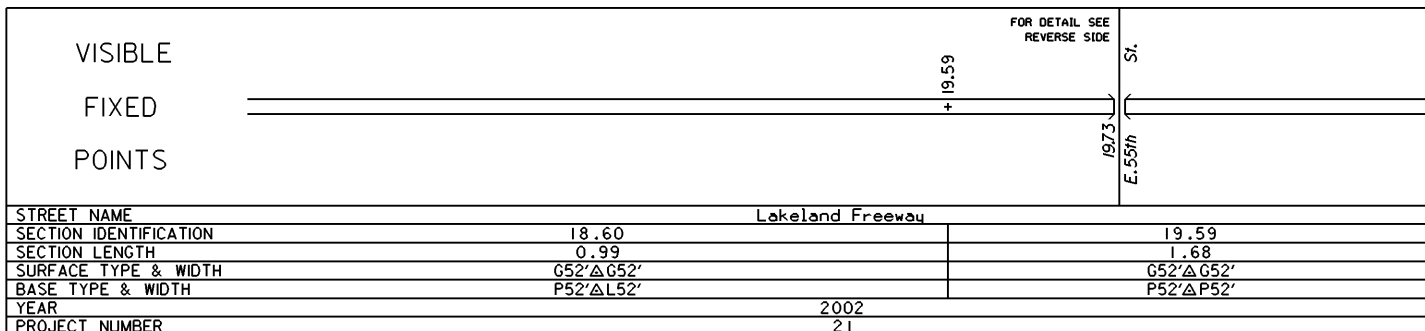 FOR DETAIL SEE
REVERSE SIDE
VISIBLE
FIXED
POINTS
+ 19.59
19.73
E. 55th St.
STREET NAME Lakeland Freeway
SECTION IDENTIFICATION 18.60 19.59
SECTION LENGTH 0.99 1.68
SURFACE TYPE & WIDTH G52'△G52' G52'△G52'
BASE TYPE & WIDTH P52'△L52' P52'△P52'
YEAR 2002
PROJECT NUMBER 21